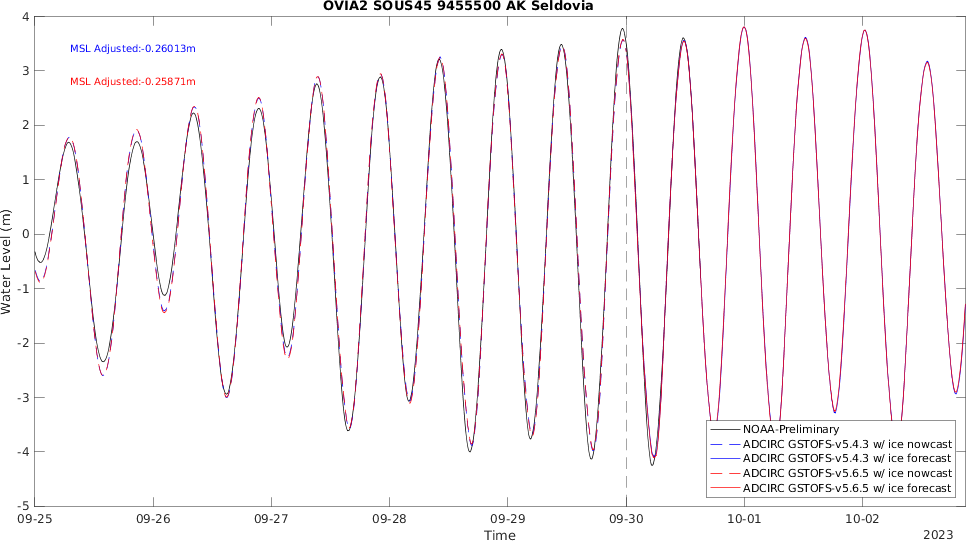 OVIA2 SOUS45 9455500 AK Seldovia
4
3
2
1
0
-1
-2
-3
-4
-5
Water Level (m)
MSL Adjusted:-0.26013m
MSL Adjusted:-0.25871m
NOAA-Preliminary
ADCIRC GSTOFS-v5.4.3 w/ ice nowcast
ADCIRC GSTOFS-v5.4.3 w/ ice forecast
ADCIRC GSTOFS-v5.6.5 w/ ice nowcast
ADCIRC GSTOFS-v5.6.5 w/ ice forecast
09-25 09-26 09-27 09-28 09-29 09-30 10-01 10-02
Time
2023